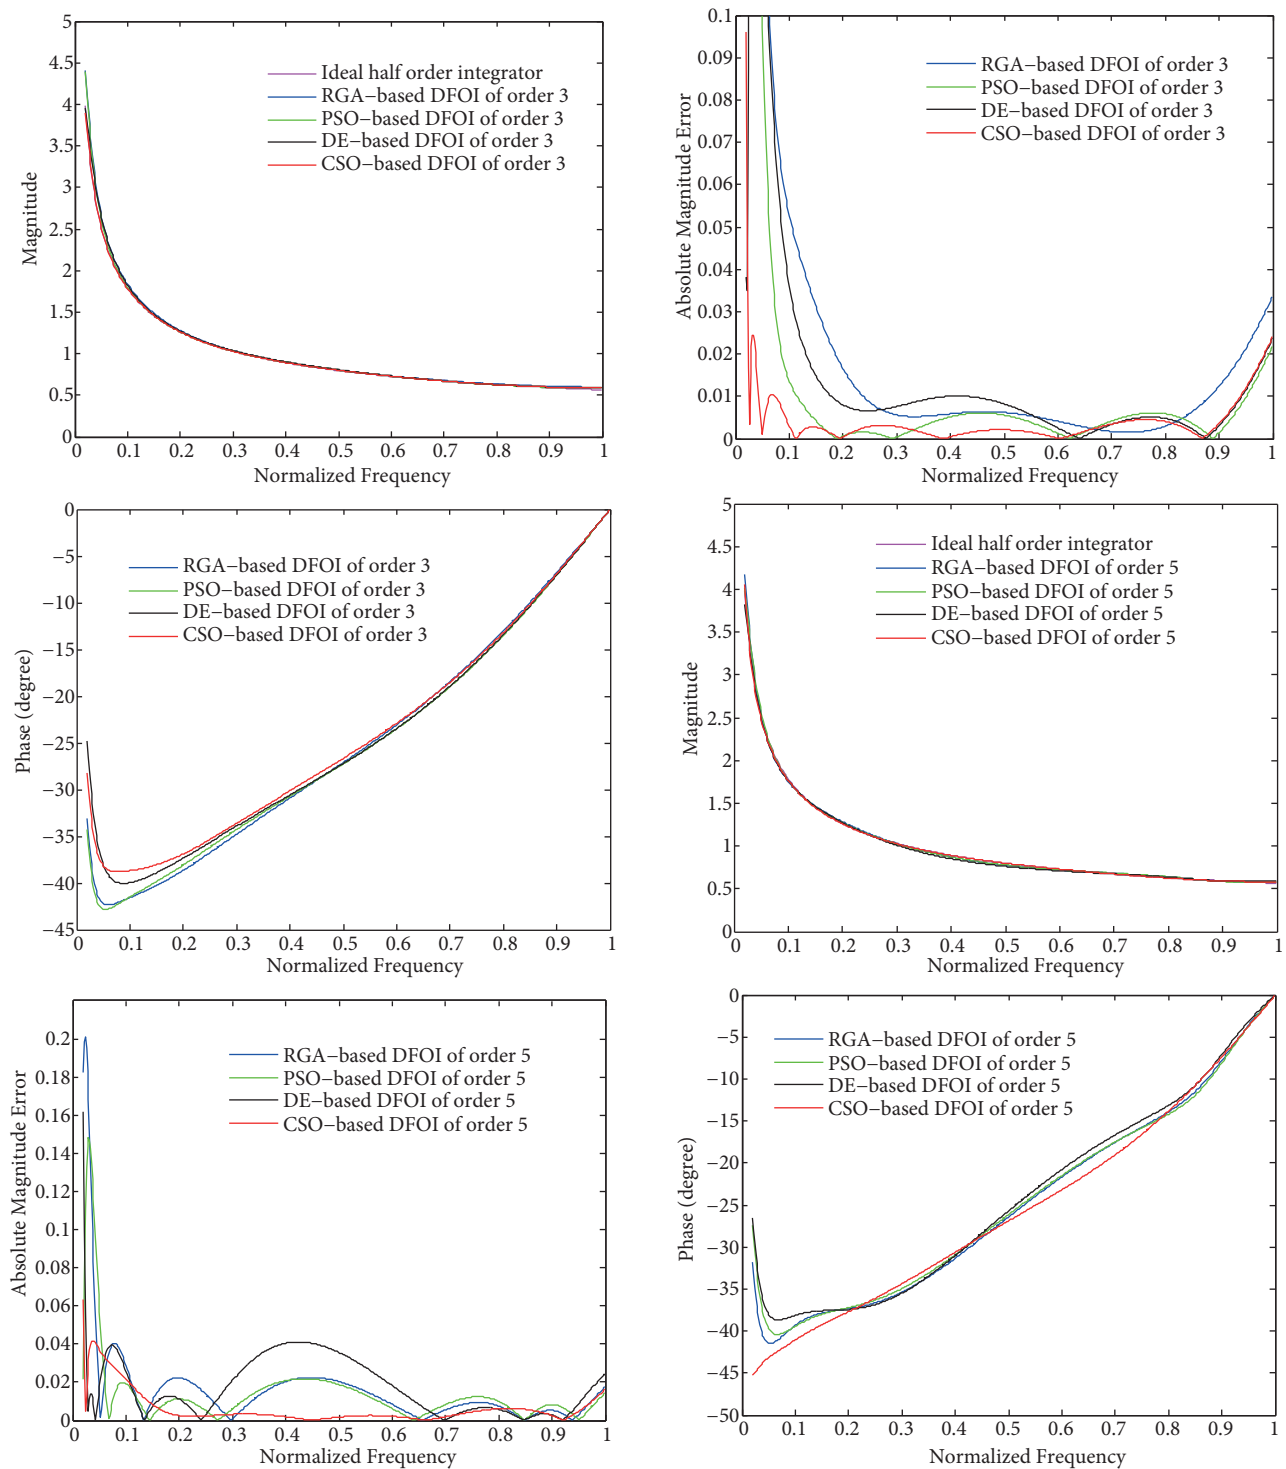 5
4.5
4
3.5
3
2.5
2
1.5
1
0.5
0
Magnitude
Ideal half order integrator
RGA−based DFOI of order 3
PSO−based DFOI of order 3
DE−based DFOI of order 3
CSO−based DFOI of order 3
0 0.1 0.2 0.3 0.4 0.5 0.6 0.7 0.8 0.9 1
Normalized Frequency
0.1
0.09
0.08
0.07
0.06
0.05
0.04
0.03
0.02
0.01
0
Absolute Magnitude Error
RGA−based DFOI of order 3
PSO−based DFOI of order 3
DE−based DFOI of order 3
CSO−based DFOI of order 3
0 0.1 0.2 0.3 0.4 0.5 0.6 0.7 0.8 0.9 1
Normalized Frequency
0
−5
−10
−15
−20
−25
−30
−35
−40
−45
Phase (degree)
RGA−based DFOI of order 3
PSO−based DFOI of order 3
DE−based DFOI of order 3
CSO−based DFOI of order 3
0 0.1 0.2 0.3 0.4 0.5 0.6 0.7 0.8 0.9 1
Normalized Frequency
5
4.5
4
3.5
3
2.5
2
1.5
1
0.5
0
Magnitude
Ideal half order integrator
RGA−based DFOI of order 5
PSO−based DFOI of order 5
DE−based DFOI of order 5
CSO−based DFOI of order 5
0 0.1 0.2 0.3 0.4 0.5 0.6 0.7 0.8 0.9 1
Normalized Frequency
0.2
0.18
0.16
0.14
0.12
0.1
0.08
0.06
0.04
0.02
0
Absolute Magnitude Error
RGA−based DFOI of order 5
PSO−based DFOI of order 5
DE−based DFOI of order 5
CSO−based DFOI of order 5
0 0.1 0.2 0.3 0.4 0.5 0.6 0.7 0.8 0.9 1
Normalized Frequency
0
−5
−10
−15
−20
−25
−30
−35
−40
−45
−50
Phase (degree)
RGA−based DFOI of order 5
PSO−based DFOI of order 5
DE−based DFOI of order 5
CSO−based DFOI of order 5
0 0.1 0.2 0.3 0.4 0.5 0.6 0.7 0.8 0.9 1
Normalized Frequency